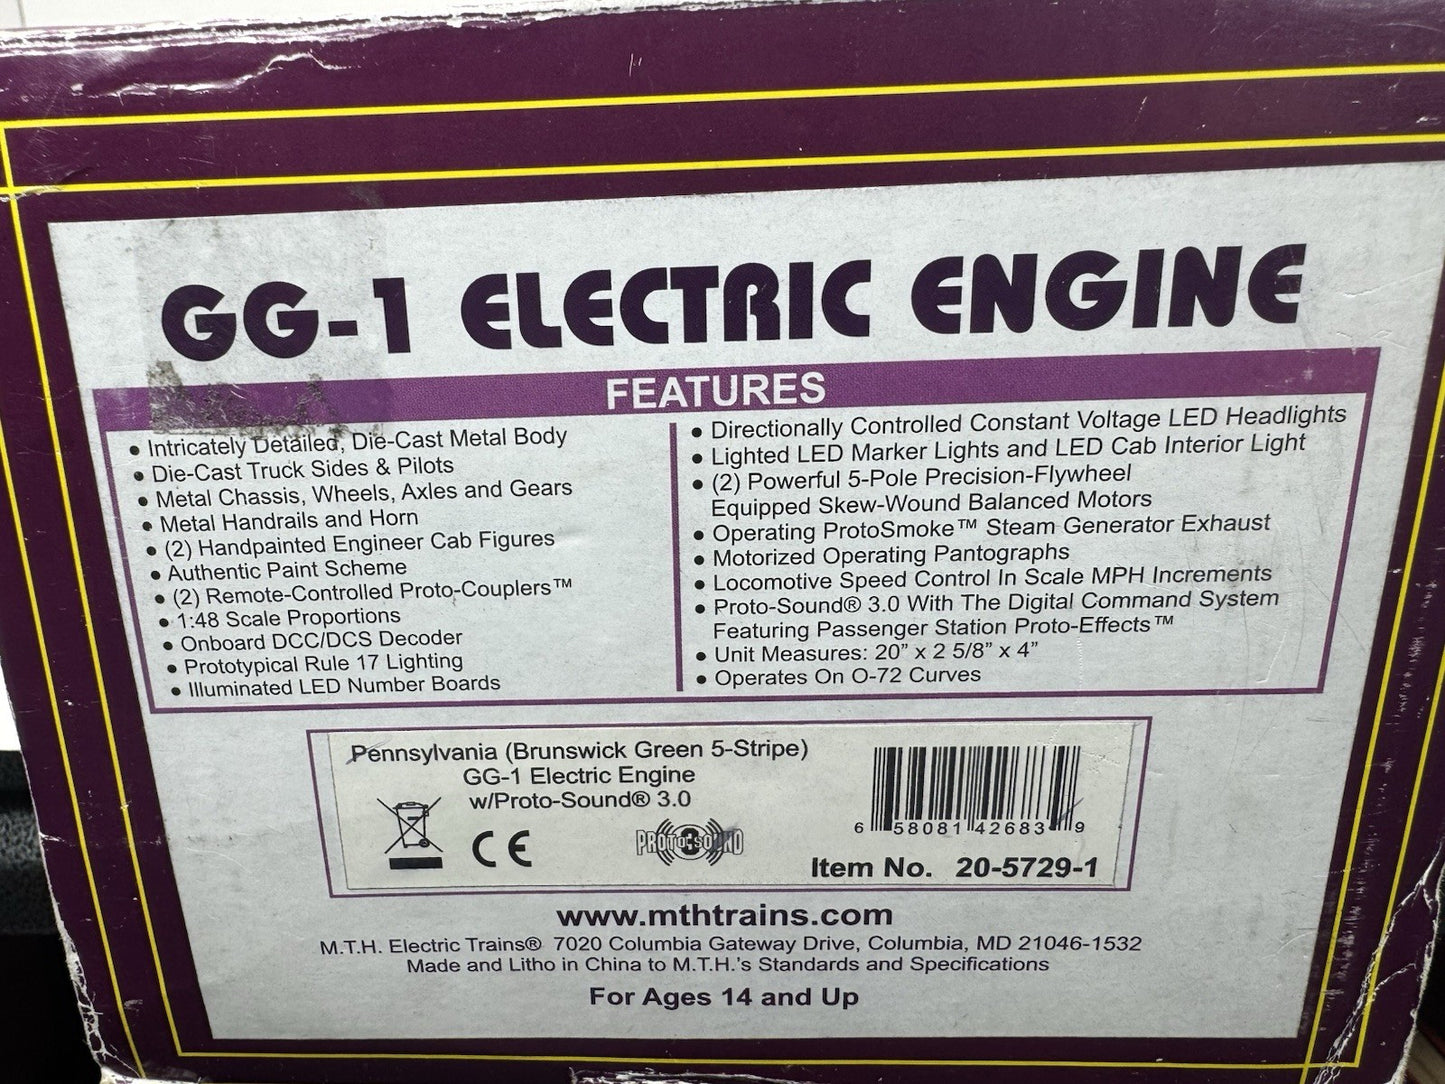 GG-1 ELECTRIC ENGINE
FEATURES
• Intricately Detailed, Die-Cast Metal Body
• Die-Cast Truck Sides & Pilots
• Metal Chassis, Wheels, Axles and Gears
• Metal Handrails and Horn
• (2) Handpainted Engineer Cab Figures
• Authentic Paint Scheme
• (2) Remote-Controlled Proto-Couplers™
• 1:48 Scale Proportions
• Onboard DCC/DCS Decoder
• Prototypical Rule 17 Lighting
• Illuminated LED Number Boards
• Directionally Controlled Constant Voltage LED Headlights
• Lighted LED Marker Lights and LED Cab Interior Light
• (2) Powerful 5-Pole Precision-Flywheel
Equipped Skew-Wound Balanced Motors
• Operating ProtoSmoke™ Steam Generator Exhaust
• Motorized Operating Pantographs
• Locomotive Speed Control In Scale MPH Increments
• Proto-Sound® 3.0 With The Digital Command System
Featuring Passenger Station Proto-Effects™
• Unit Measures: 20” x 2 5/8” x 4”
• Operates On O-72 Curves
Pennsylvania (Brunswick Green 5-Stripe)
GG-1 Electric Engine
w/Proto-Sound® 3.0
CE
PROTO 3 SOUND
6 58081 42683 9
Item No. 20-5729-1
www.mthtrains.com
M.T.H. Electric Trains® 7020 Columbia Gateway Drive, Columbia, MD 21046-1532
Made and Litho in China to M.T.H.'s Standards and Specifications
For Ages 14 and Up